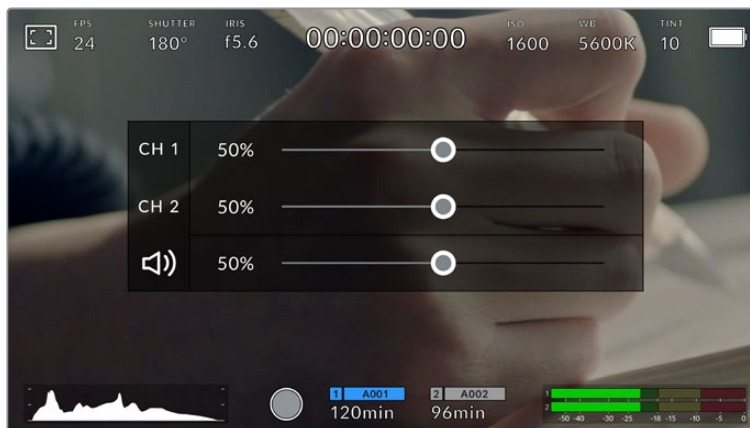 FPS SHUTTER IRIS ISO WB TINT
24 180° f5.6 00:00:00:00 1600 5600K 10
CH 1 50%
CH 2 50%
50%
1 A001 2 A002
120min 96min
1
2
-50 -40 -30 -25 -18 -15 -10 -5 0